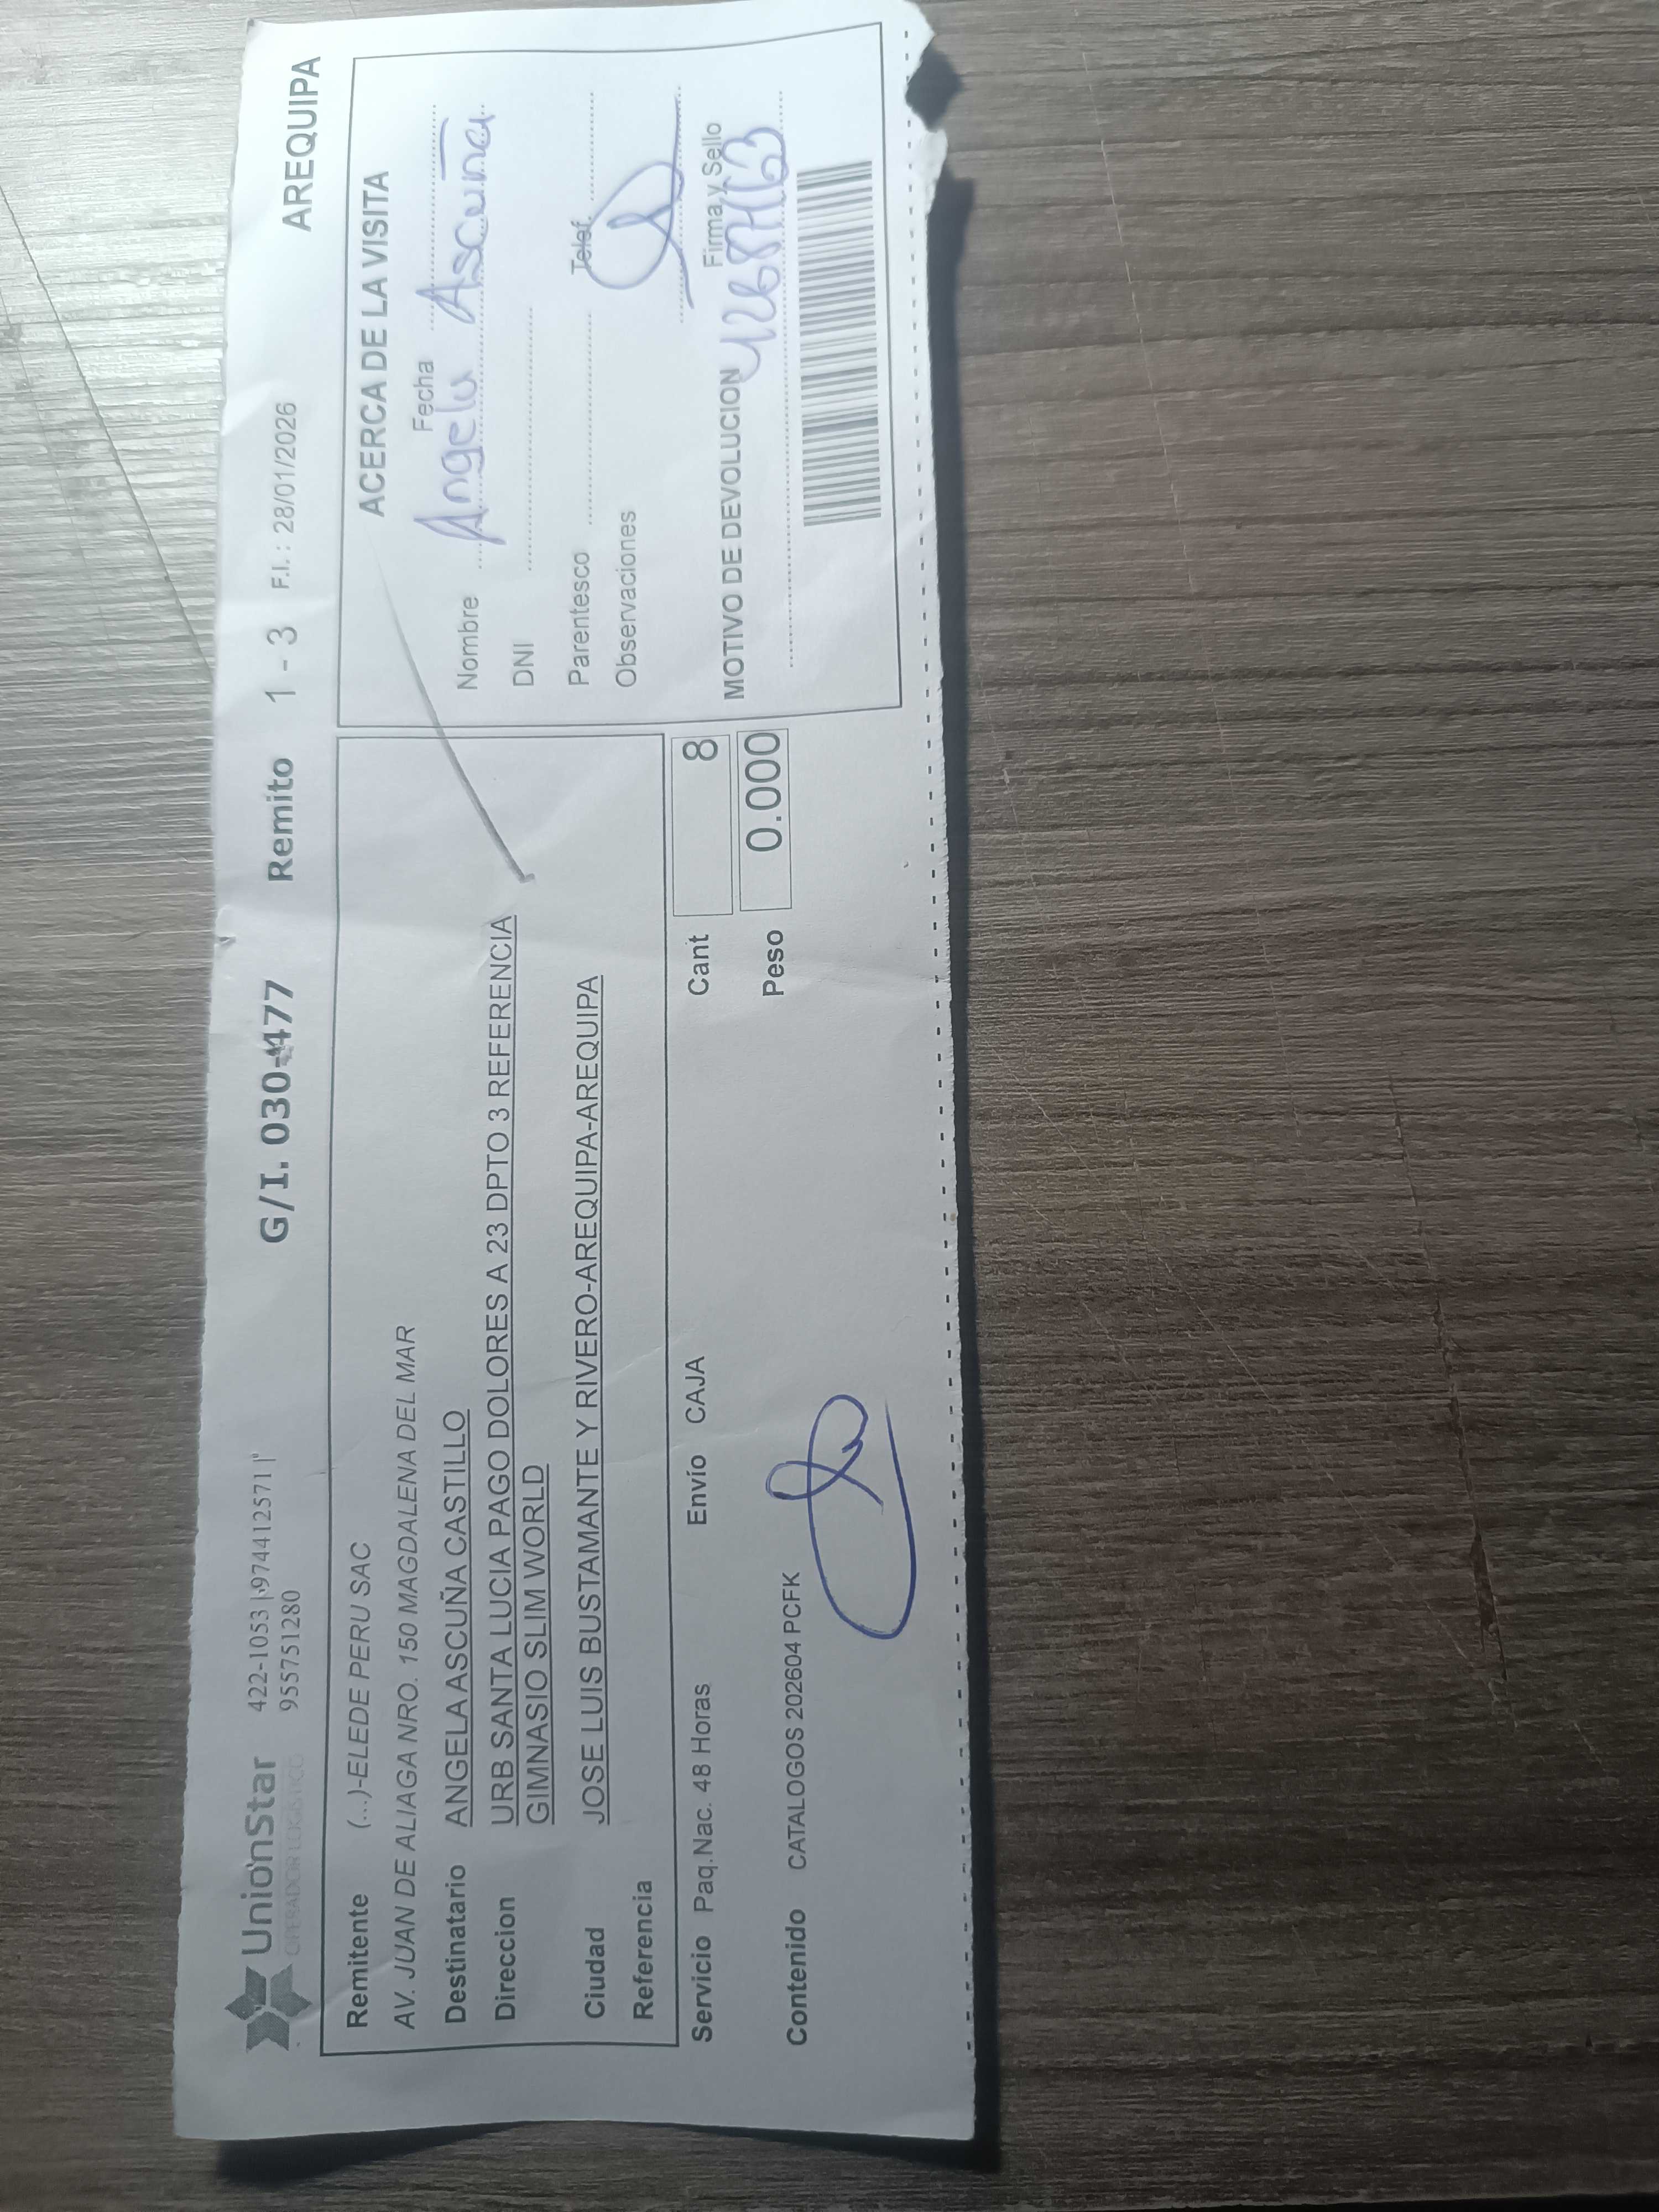 UnionStar 422-1053 | 974412571 | G/I. 030-477 Remito 1 - 3 F.I. : 28/01/2026 AREQUIPA
OPERADOR LOGISTICO 955751280
Remitente (...)-ELEDE PERU SAC
AV. JUAN DE ALIAGA NRO. 150 MAGDALENA DEL MAR
Destinatario ANGELA ASCUÑA CASTILLO
Direccion URB SANTA LUCIA PAGO DOLORES A 23 DPTO 3 REFERENCIA
GIMNASIO SLIM WORLD
Ciudad JOSE LUIS BUSTAMANTE Y RIVERO-AREQUIPA-AREQUIPA
Referencia
Servicio Paq.Nac. 48 Horas Envío CAJA Cant 8
Peso 0.000
Contenido CATALOGOS 202604 PCFK
ACERCA DE LA VISITA
Fecha
Nombre Angela Ascuña
DNI
Parentesco Telef.
Observaciones
Firma y Sello
MOTIVO DE DEVOLUCION